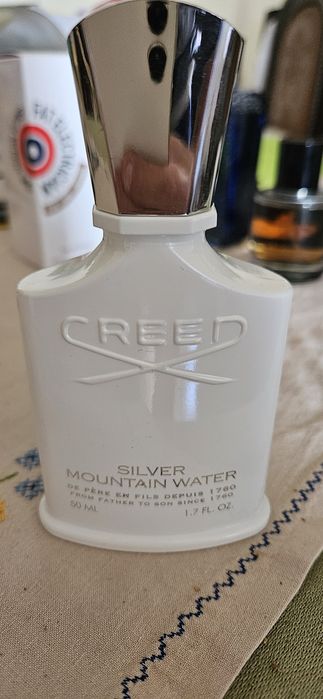 CREED
SILVER
MOUNTAIN WATER
DE PÈRE EN FILS DEPUIS 1760
FROM FATHER TO SON SINCE 1760
50 ML 1.7 FL. OZ.